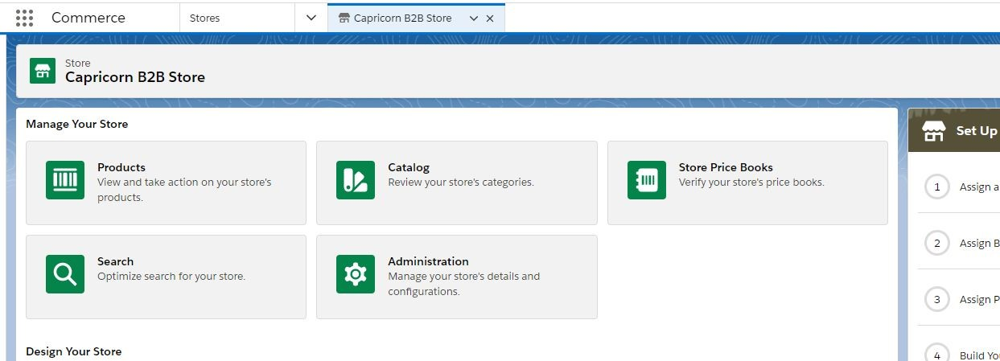 Commerce
Stores
Capricorn B2B Store
Store
Capricorn B2B Store
Manage Your Store
Products
View and take action on your store's
products.
Catalog
Review your store's categories.
Store Price Books
Verify your store's price books.
Search
Optimize search for your store.
Administration
Manage your store's details and
configurations.
Design Your Store
Set Up
1 Assign a
2 Assign B
3 Assign P
4 Build Yo